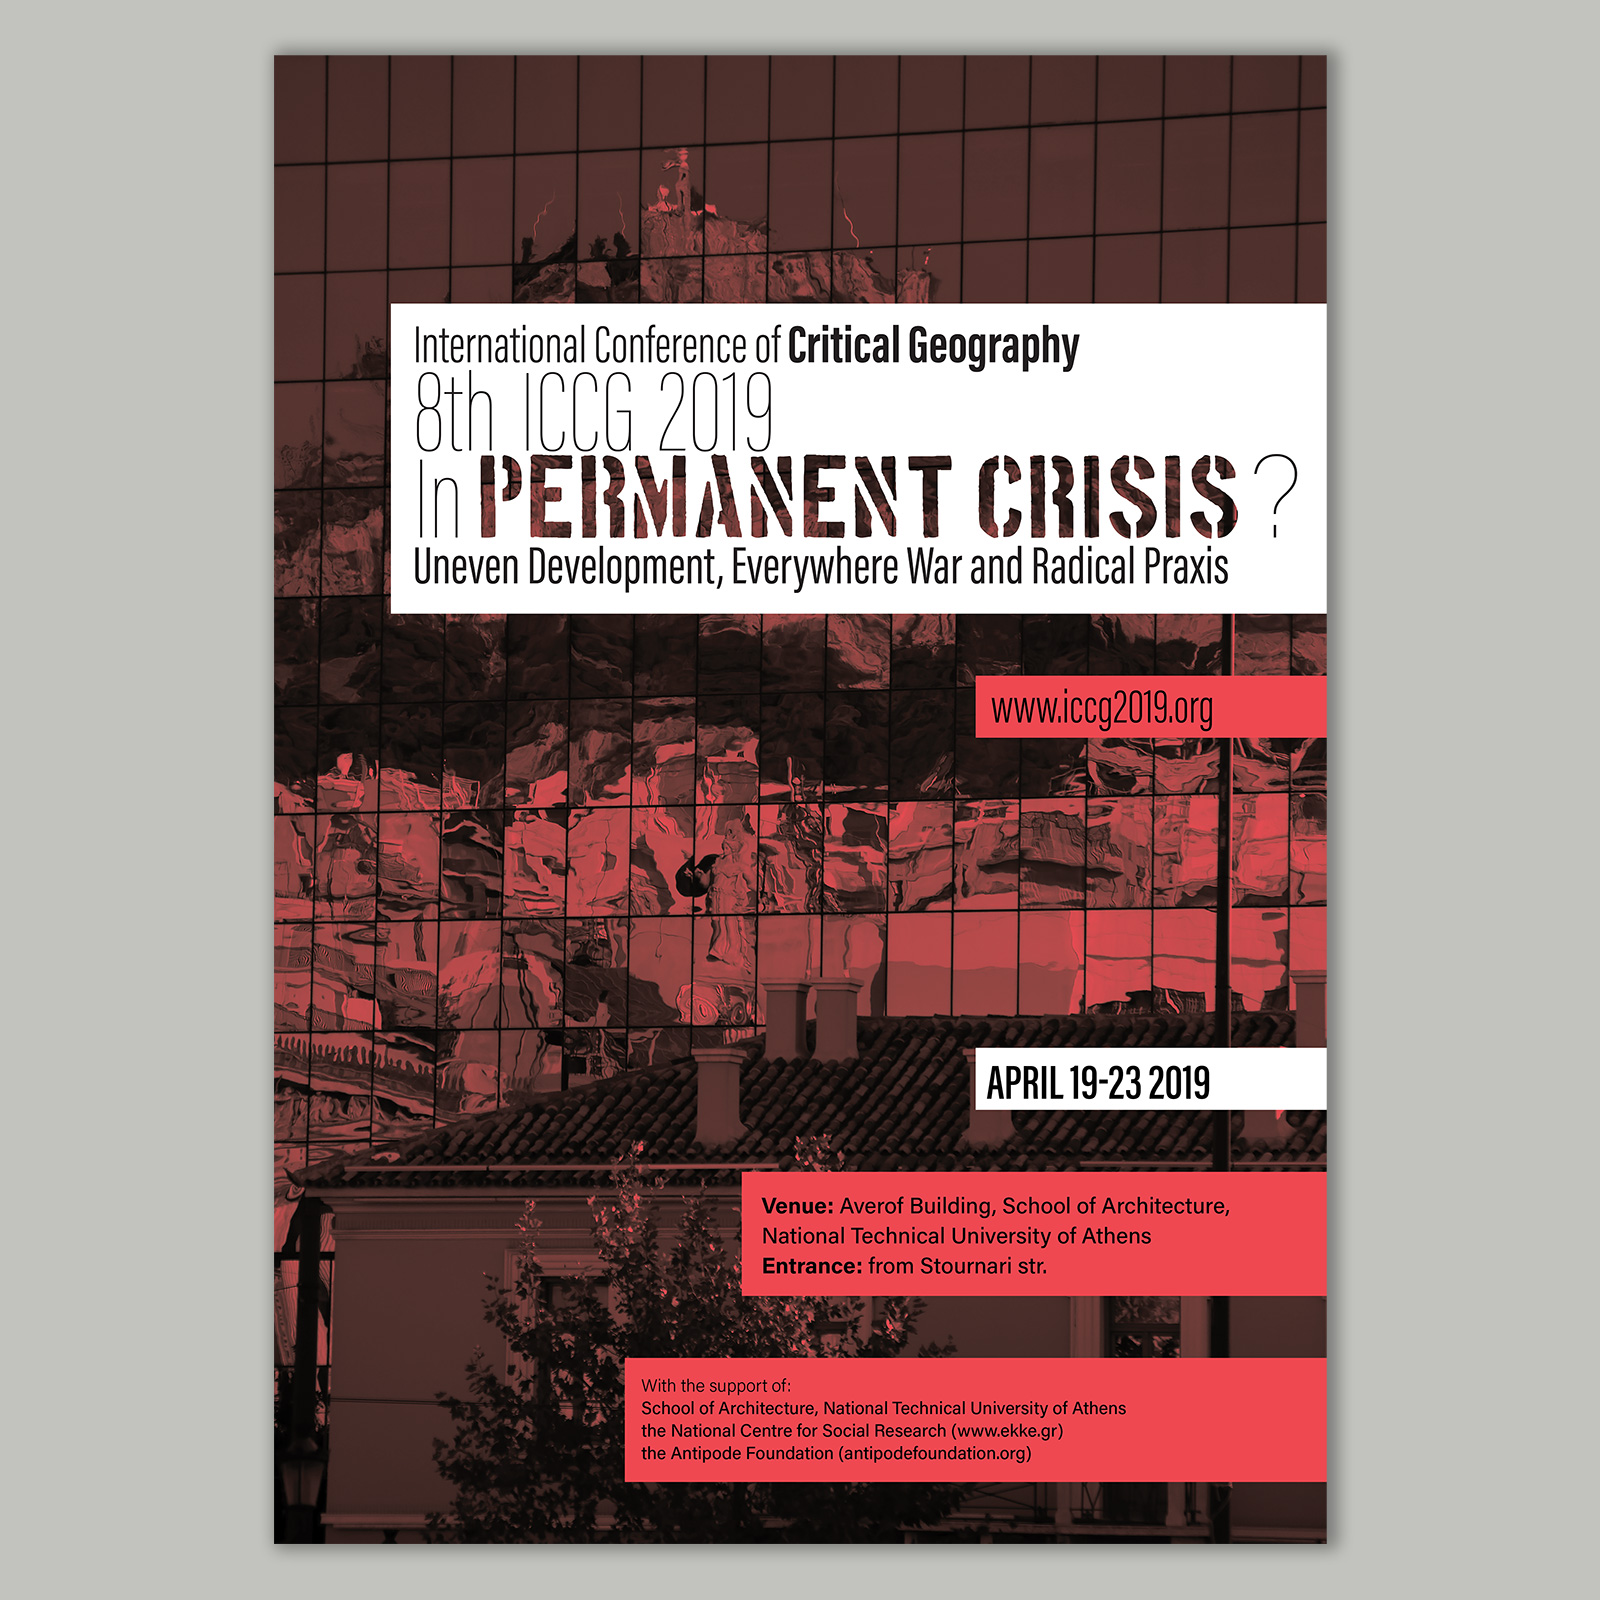 International Conference of Critical Geography
8th ICCG 2019
In PERMANENT CRISIS?
Uneven Development, Everywhere War and Radical Praxis
www.iccg2019.org
APRIL 19-23 2019
Venue: Averof Building, School of Architecture,
National Technical University of Athens
Entrance: from Stournari str.
With the support of:
School of Architecture, National Technical University of Athens
the National Centre for Social Research (www.ekke.gr)
the Antipode Foundation (antipodefoundation.org)